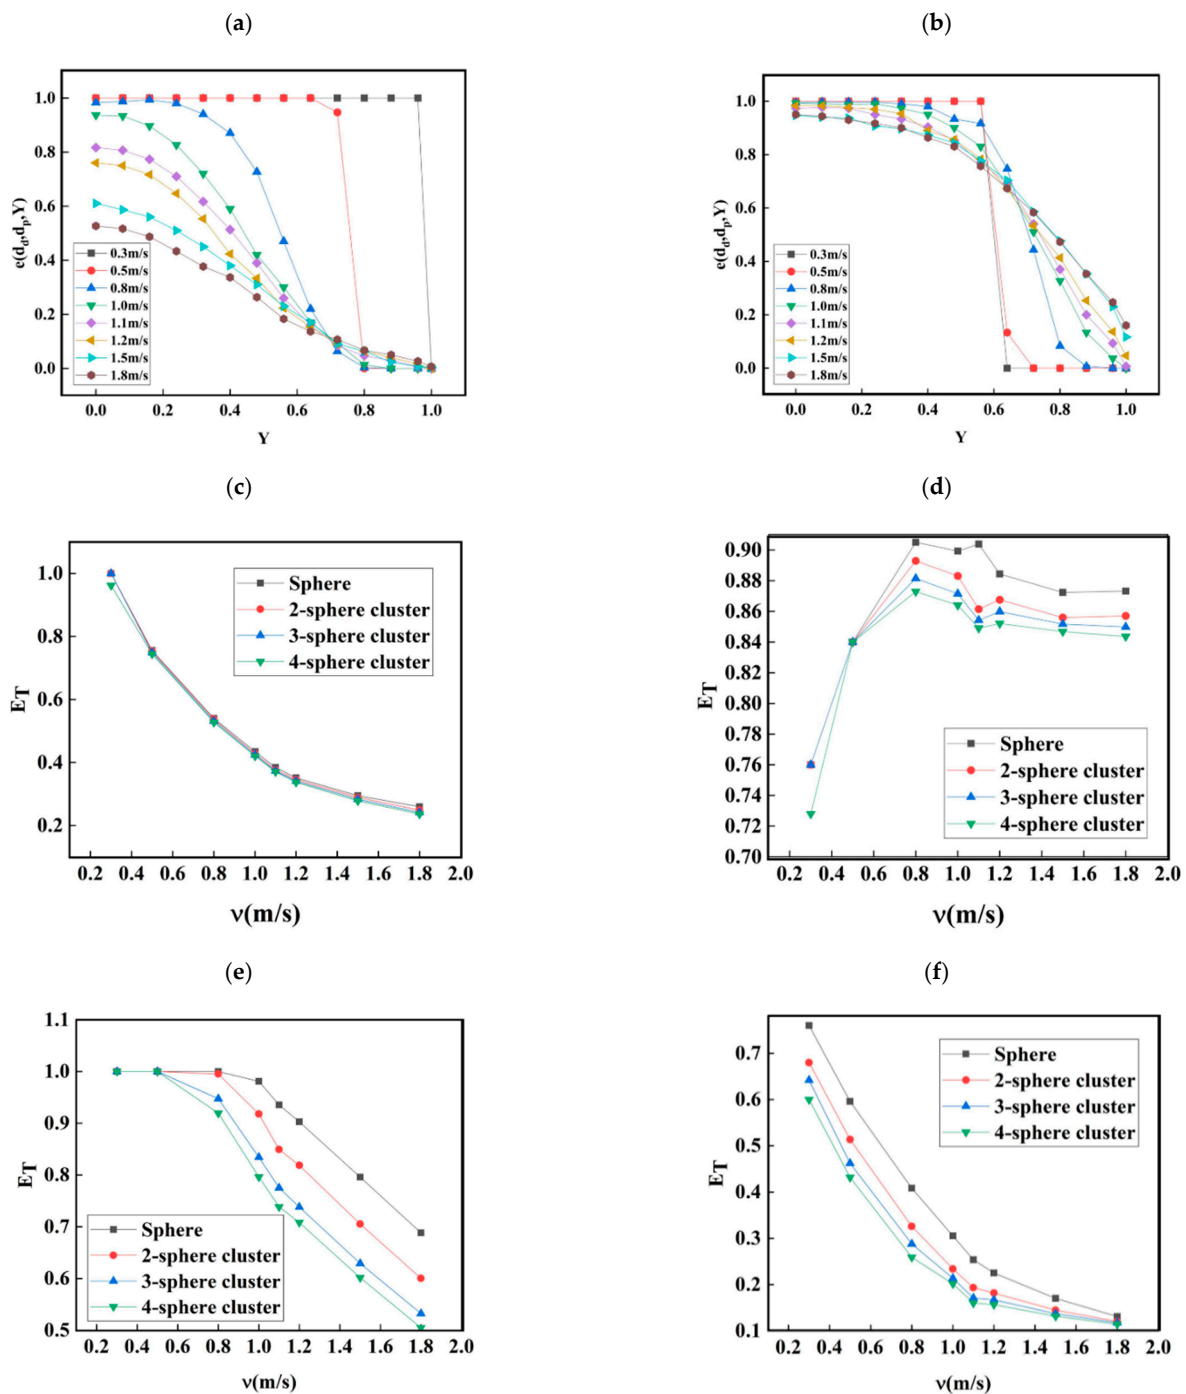 (a)
(b)
1.0
0.8
0.6
0.4
0.2
0.0
e(d_d,d_p,Y)
0.3m/s
0.5m/s
0.8m/s
1.0m/s
1.1m/s
1.2m/s
1.5m/s
1.8m/s
0.0 0.2 0.4 0.6 0.8 1.0
Y
1.0
0.8
0.6
0.4
0.2
0.0
e(d_d,d_p,Y)
0.3m/s
0.5m/s
0.8m/s
1.0m/s
1.1m/s
1.2m/s
1.5m/s
1.8m/s
0.0 0.2 0.4 0.6 0.8 1.0
Y
(c)
(d)
1.0
0.8
0.6
0.4
0.2
E_T
Sphere
2-sphere cluster
3-sphere cluster
4-sphere cluster
0.2 0.4 0.6 0.8 1.0 1.2 1.4 1.6 1.8 2.0
ν(m/s)
0.90
0.88
0.86
0.84
0.82
0.80
0.78
0.76
0.74
0.72
0.70
E_T
Sphere
2-sphere cluster
3-sphere cluster
4-sphere cluster
0.2 0.4 0.6 0.8 1.0 1.2 1.4 1.6 1.8 2.0
ν(m/s)
(e)
(f)
1.1
1.0
0.9
0.8
0.7
0.6
0.5
E_T
Sphere
2-sphere cluster
3-sphere cluster
4-sphere cluster
0.2 0.4 0.6 0.8 1.0 1.2 1.4 1.6 1.8 2.0
ν(m/s)
0.7
0.6
0.5
0.4
0.3
0.2
0.1
E_T
Sphere
2-sphere cluster
3-sphere cluster
4-sphere cluster
0.2 0.4 0.6 0.8 1.0 1.2 1.4 1.6 1.8 2.0
ν(m/s)